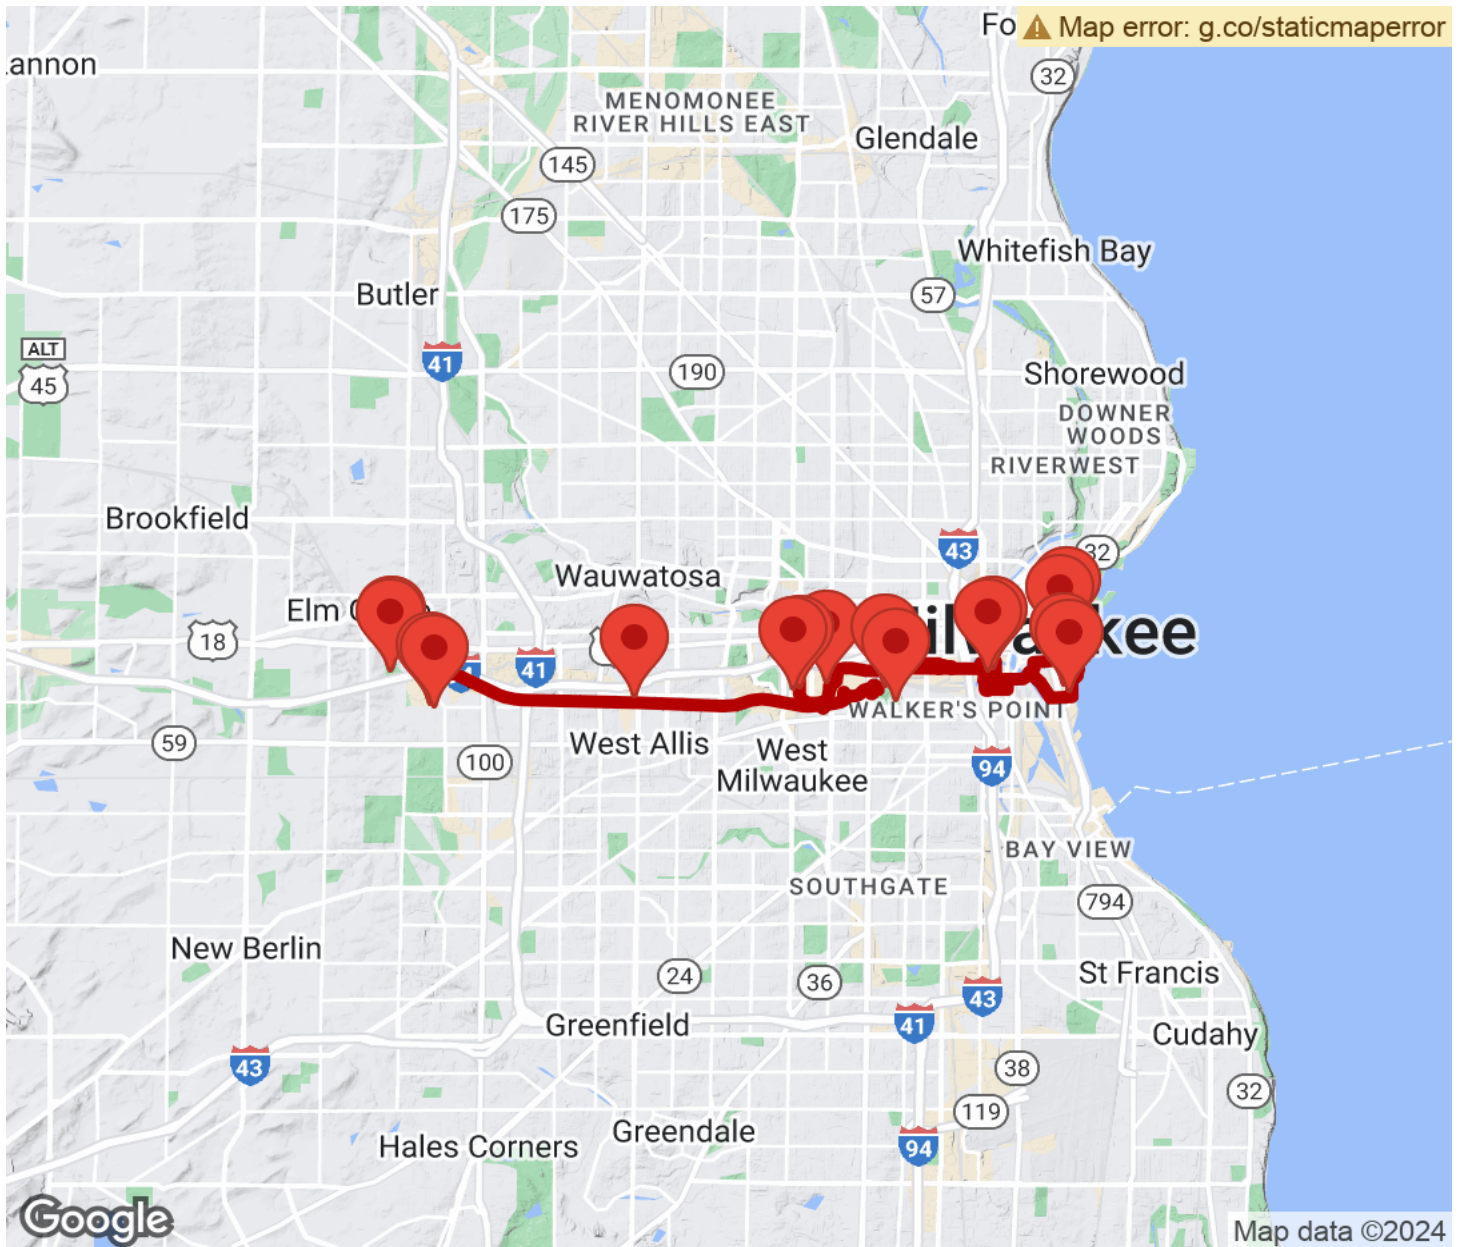 Fo
Map error: g.co/staticmaperror
annon
32
MENOMONEE
RIVER HILLS EAST
Glendale
145
175
Whitefish Bay
Butler
57
ALT
45
41
190
Shorewood
DOWNER
WOODS
RIVERWEST
Brookfield
43
32
Wauwatosa
Elm
18
41
WALKER'S POINT
59
West Allis
West
Milwaukee
100
94
BAY VIEW
SOUTHGATE
794
New Berlin
24
36
St Francis
43
Greenfield
41
Cudahy
43
38
32
119
Greendale
Hales Corners
94
Google
Map data ©2024